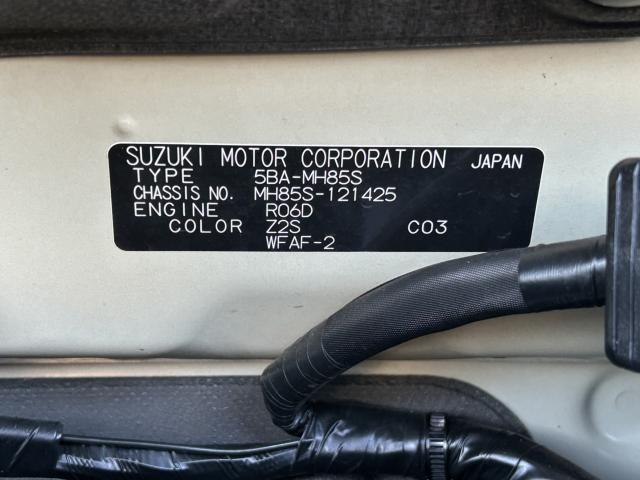 SUZUKI MOTOR CORPORATION JAPAN
TYPE 5BA-MH85S
CHASSIS NO. MH85S-121425
ENGINE R06D
COLOR Z2S C03
WFAF-2